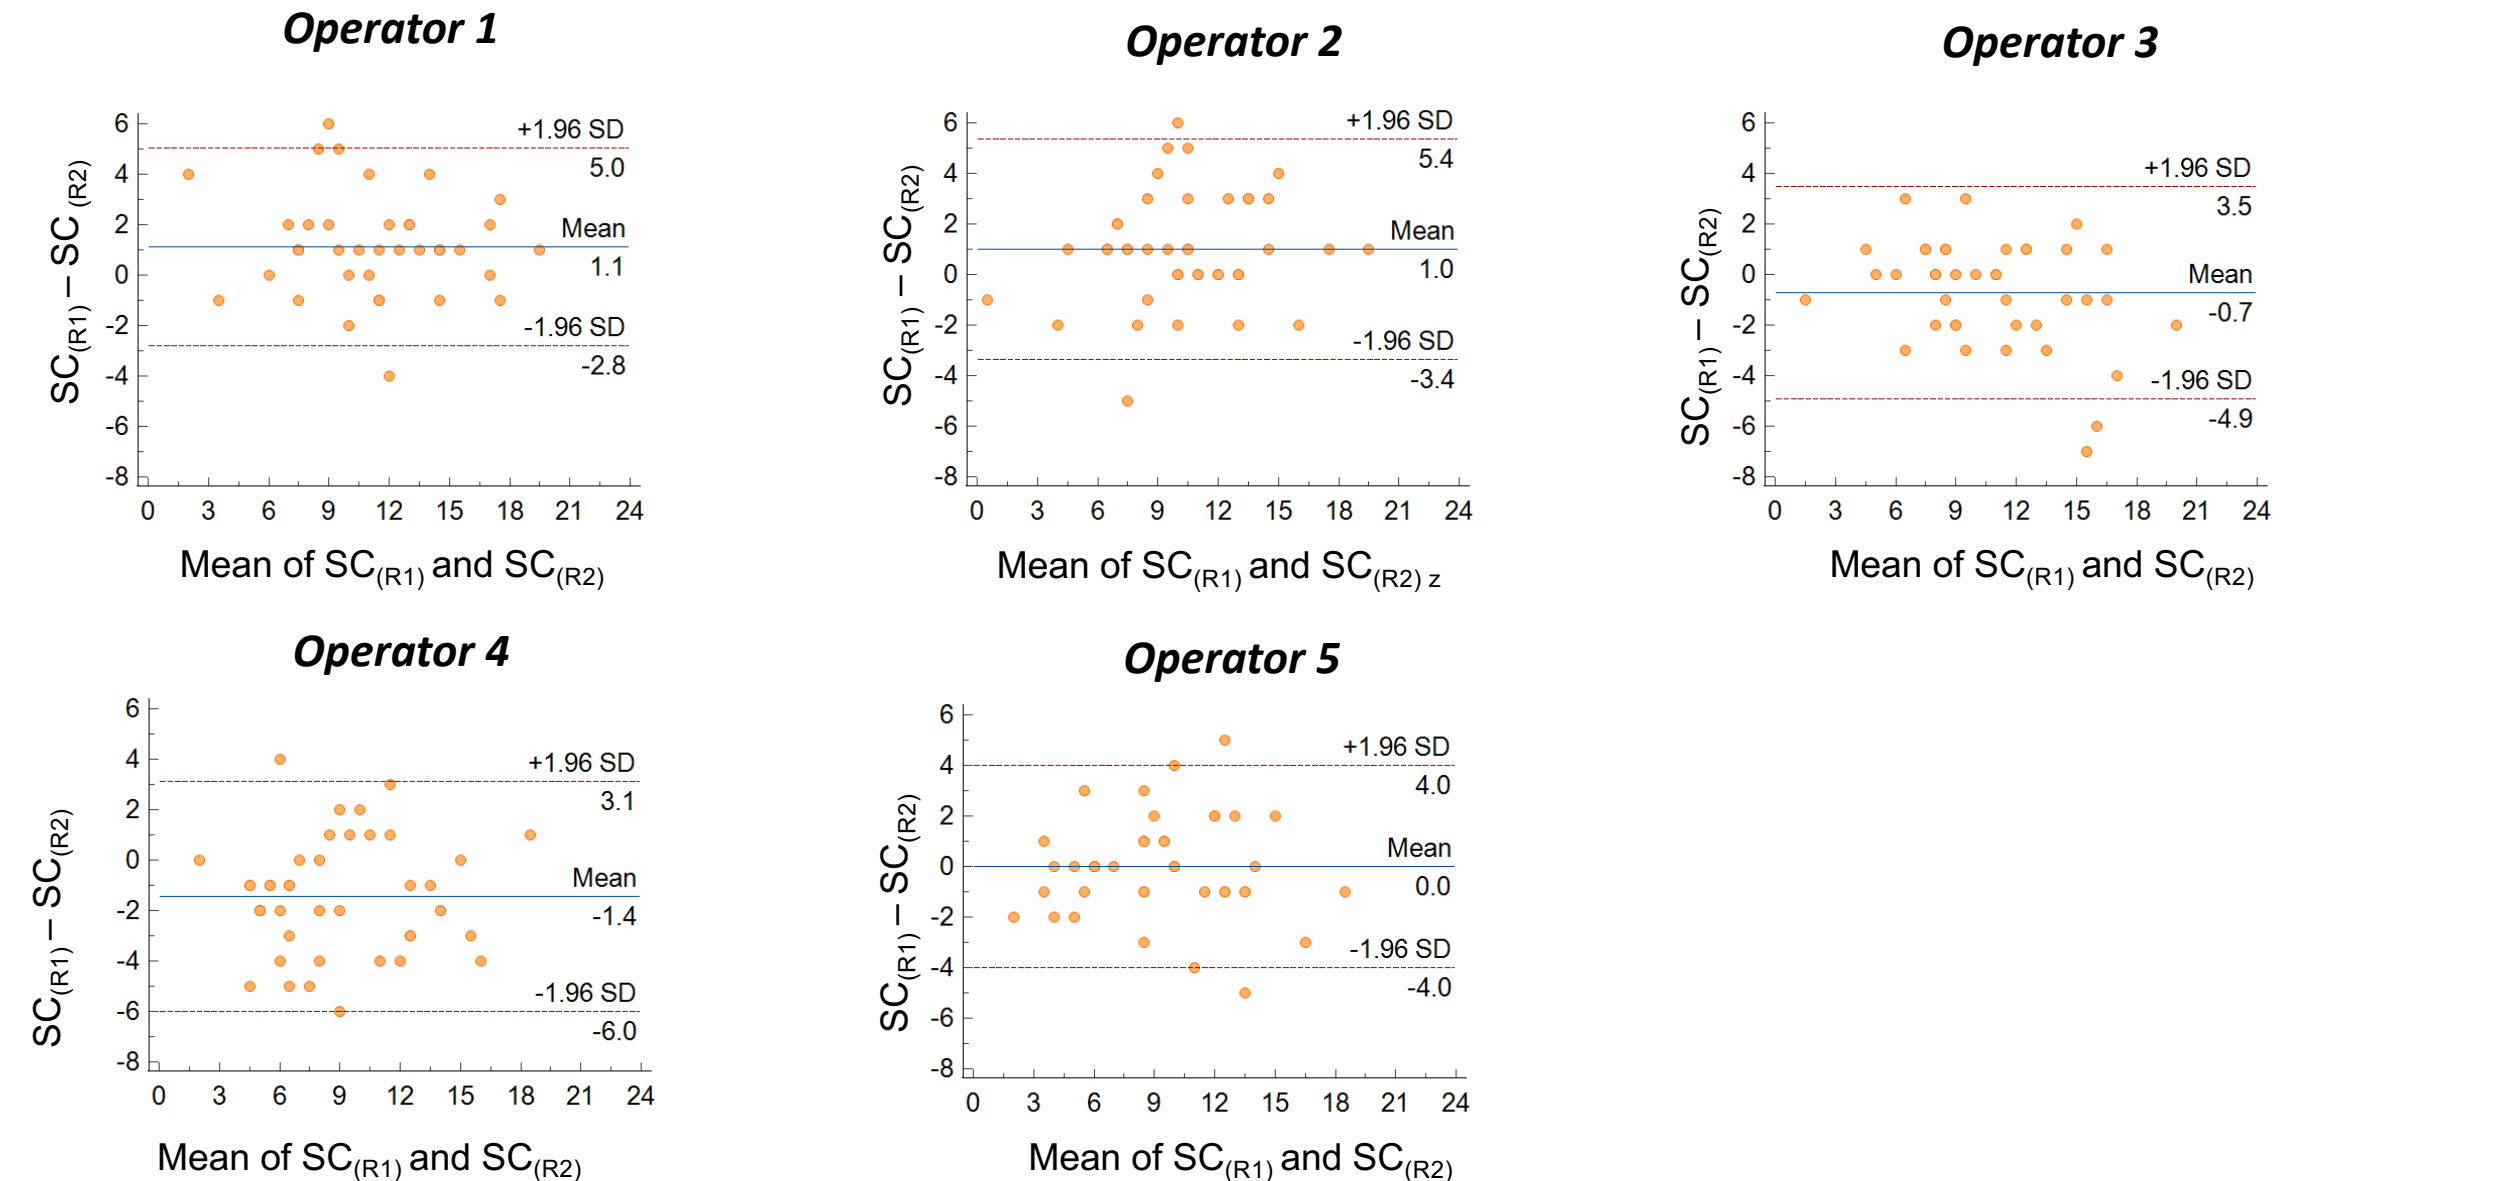 Operator 1
6
4
2
0
-2
-4
-6
-8
SC(R1) – SC (R2)
+1.96 SD
5.0
Mean
1.1
-1.96 SD
-2.8
0 3 6 9 12 15 18 21 24
Mean of SC(R1) and SC(R2)
Operator 2
6
4
2
0
-2
-4
-6
-8
SC(R1) – SC(R2)
+1.96 SD
5.4
Mean
1.0
-1.96 SD
-3.4
0 3 6 9 12 15 18 21 24
Mean of SC(R1) and SC(R2) z
Operator 3
6
4
2
0
-2
-4
-6
-8
SC(R1) – SC(R2)
+1.96 SD
3.5
Mean
-0.7
-1.96 SD
-4.9
0 3 6 9 12 15 18 21 24
Mean of SC(R1) and SC(R2)
Operator 4
6
4
2
0
-2
-4
-6
-8
SC(R1) – SC(R2)
+1.96 SD
3.1
Mean
-1.4
-1.96 SD
-6.0
0 3 6 9 12 15 18 21 24
Mean of SC(R1) and SC(R2)
Operator 5
6
4
2
0
-2
-4
-6
-8
SC(R1) – SC(R2)
+1.96 SD
4.0
Mean
0.0
-1.96 SD
-4.0
0 3 6 9 12 15 18 21 24
Mean of SC(R1) and SC(R2)